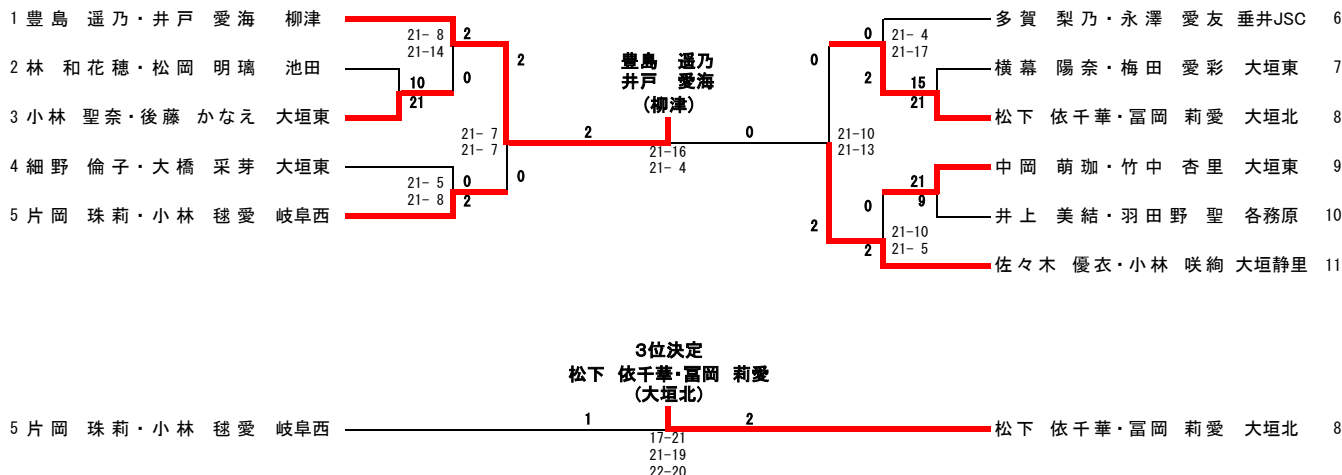 1 豊島 遥乃・井戸 愛海 柳津
2 林 和花穂・松岡 明璃 池田
3 小林 聖奈・後藤 かなえ 大垣東
4 細野 倫子・大橋 采芽 大垣東
5 片岡 珠莉・小林 毬愛 岐阜西
21- 8
21-14
2
0
10
21
21- 5
21- 8
0
2
21- 7
21- 7
2
0
豊島 遥乃
井戸 愛海
(柳津)
2
0
21-16
21- 4
0
2
21-10
21-13
0
2
21- 4
21-17
15
21
21
9
0
2
21-10
21- 5
多賀 梨乃・永澤 愛友 垂井JSC 6
横幕 陽奈・梅田 愛彩 大垣東 7
松下 依千華・冨岡 莉愛 大垣北 8
中岡 萌珈・竹中 杏里 大垣東 9
井上 美結・羽田野 聖 各務原 10
佐々木 優衣・小林 咲絢 大垣静里 11
3位決定
松下 依千華・冨岡 莉愛
(大垣北)
5 片岡 珠莉・小林 毬愛 岐阜西
1
2
17-21
21-19
22-20
松下 依千華・冨岡 莉愛 大垣北 8